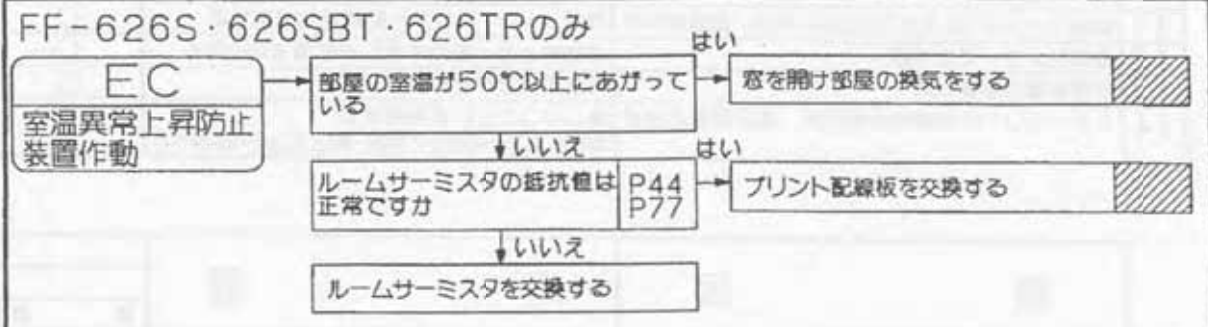 FF-626S・626SBT・626TRのみ
EC
室温異常上昇防止
装置作動
部屋の室温が50℃以上にあがって
いる
はい
窓を開け部屋の換気をする
いいえ
ルームサーミスタの抵抗値は
正常ですか
P44
P77
はい
プリント配線板を交換する
いいえ
ルームサーミスタを交換する